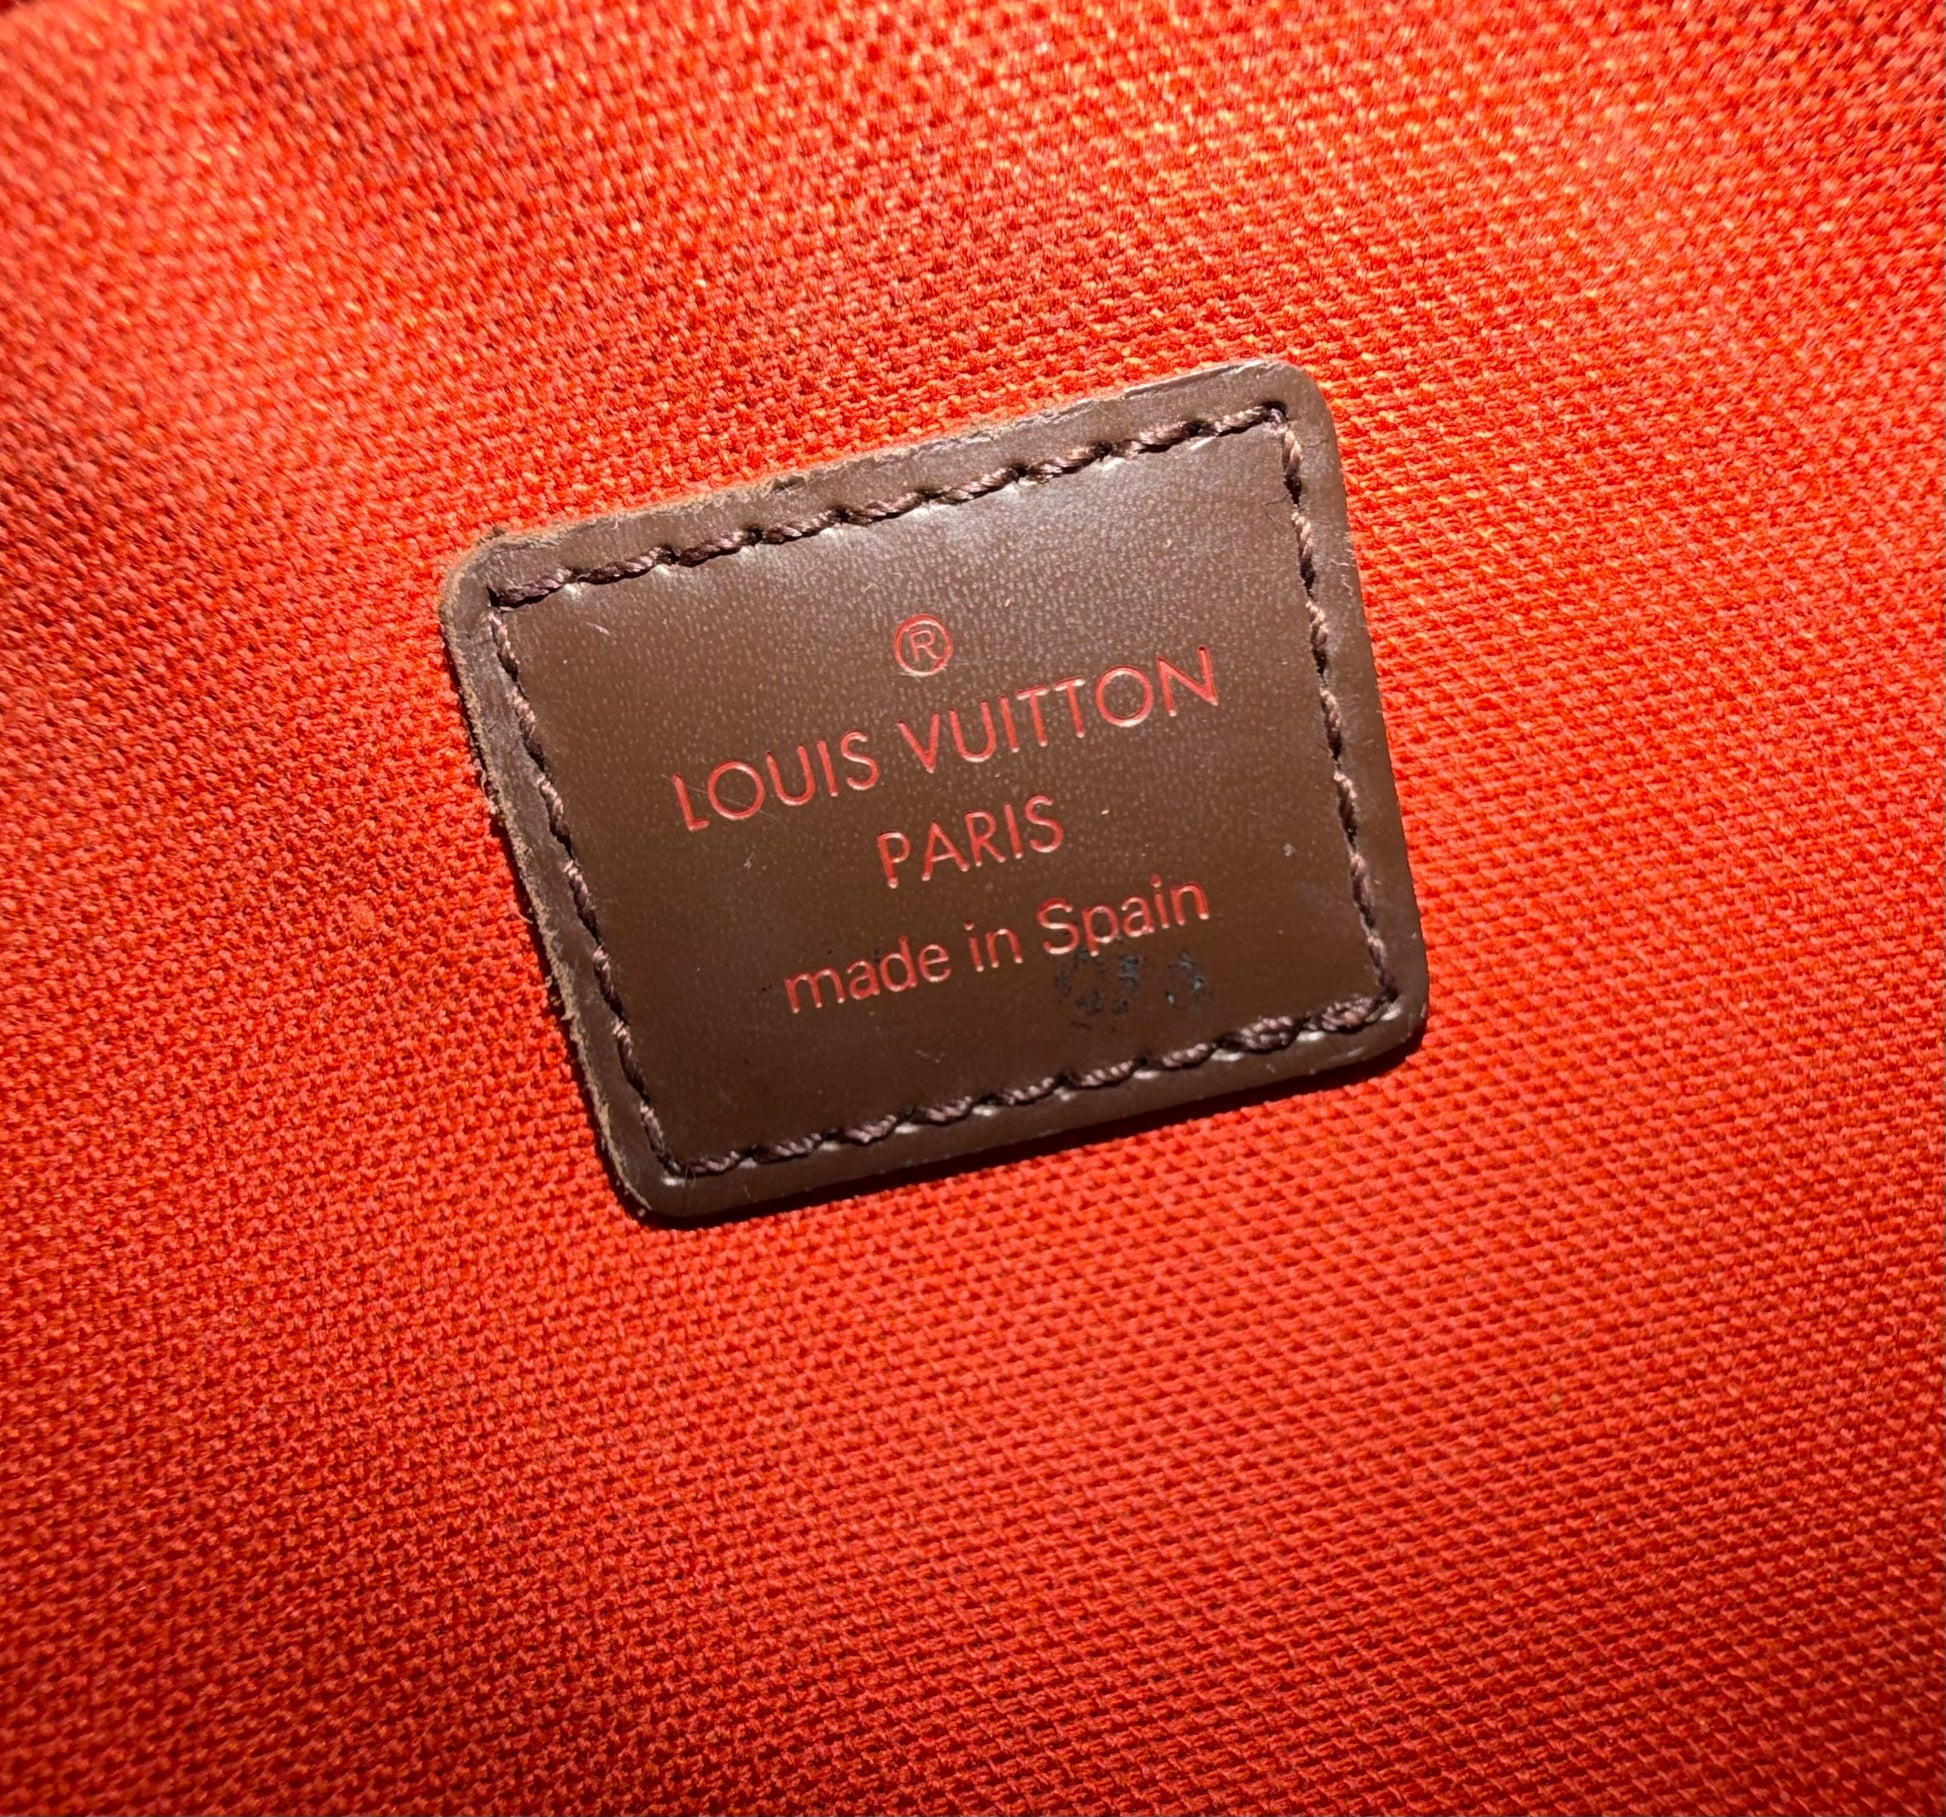 ®
LOUIS VUITTON
PARIS
made in Spain